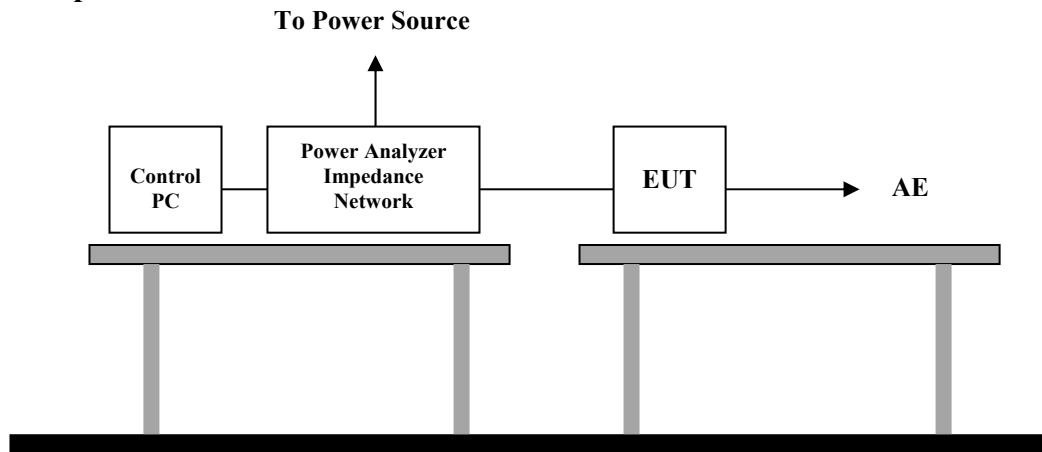 To Power Source
Control
PC
Power Analyzer
Impedance
Network
EUT
AE